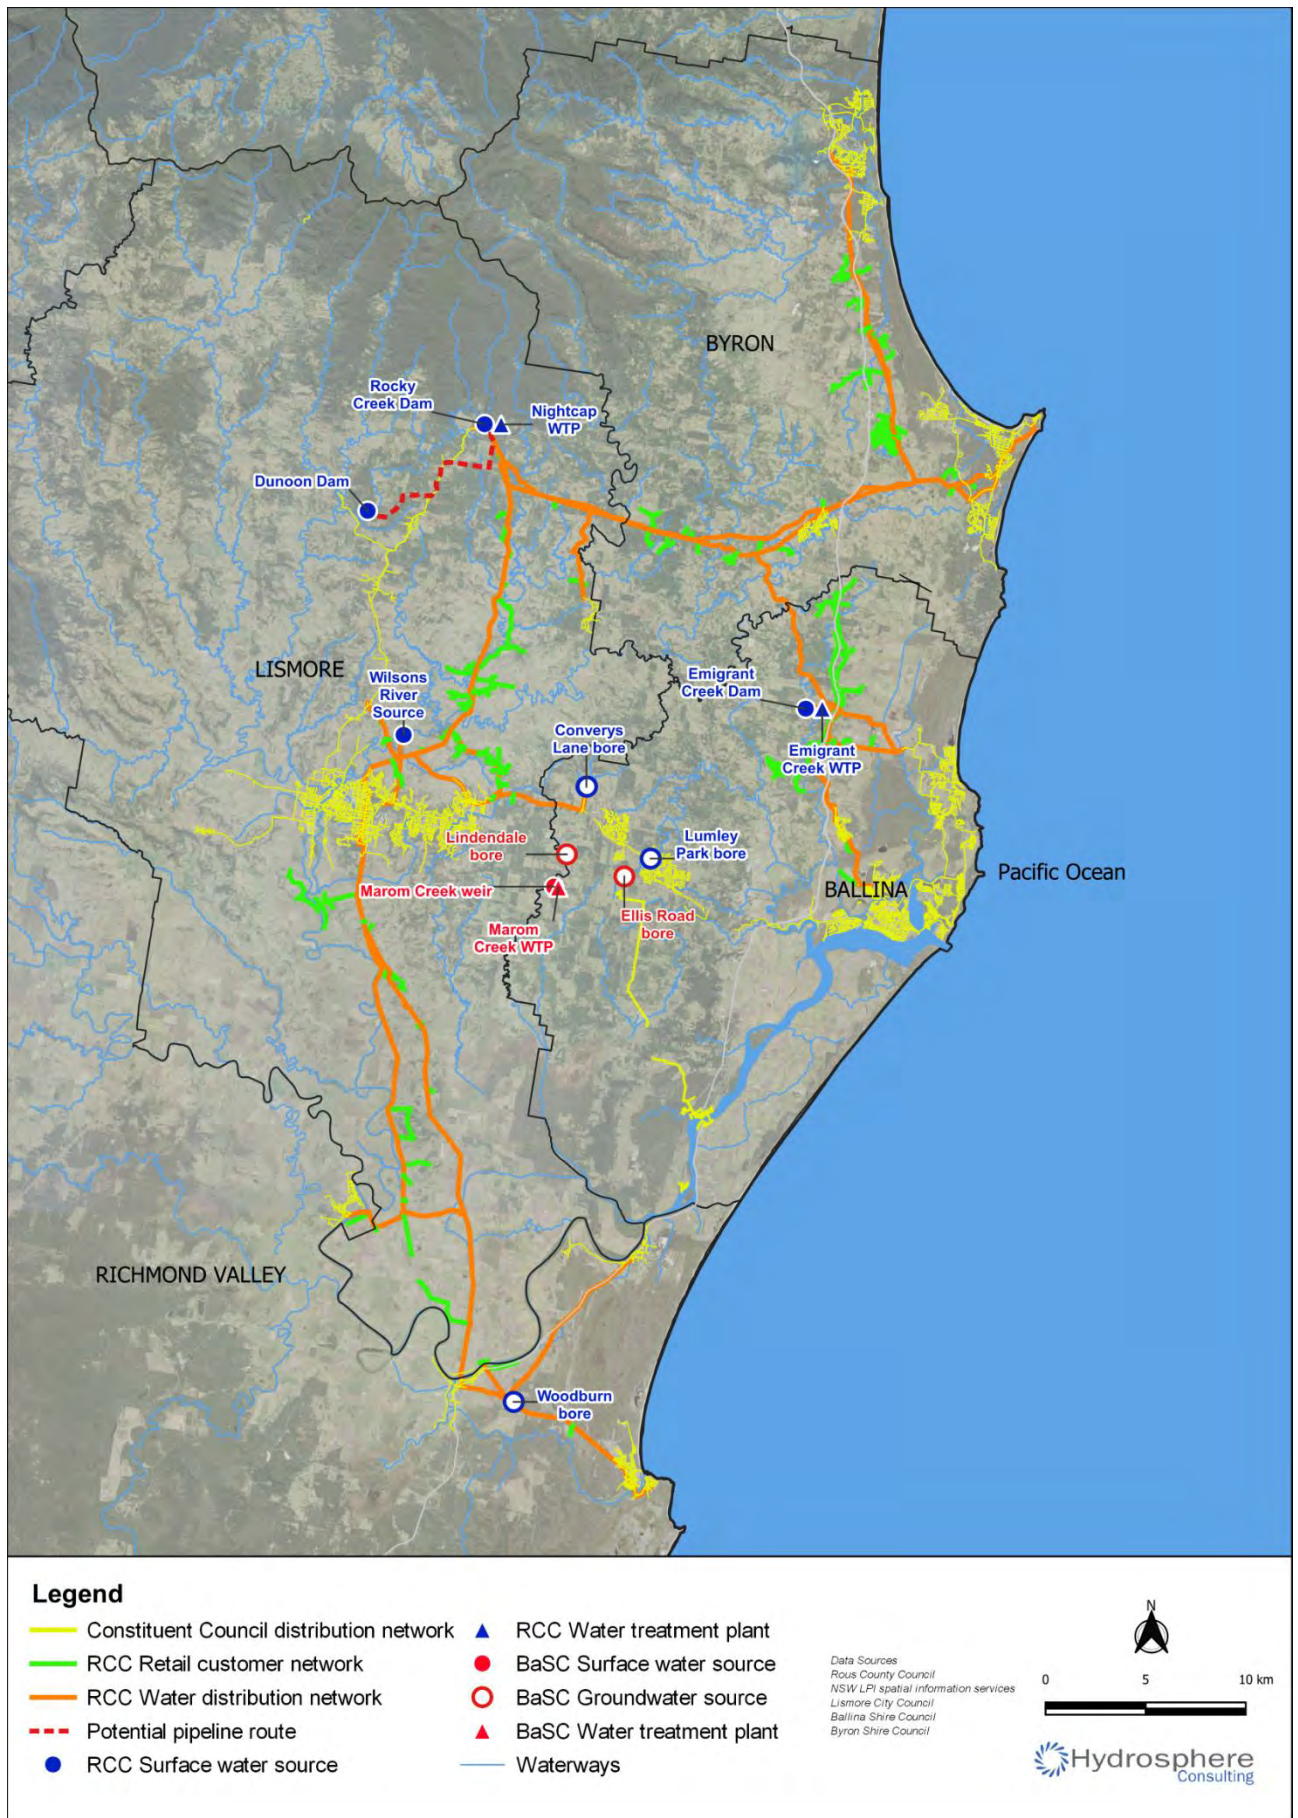 BYRON
Rocky
Creek Dam
Nightcap
WTP
Dunoon Dam
LISMORE
Wilsons
River
Source
Emigrant
Creek Dam
Converys
Lane bore
Emigrant
Creek WTP
Lindendale
bore
Lumley
Park bore
Marom Creek weir
BALLINA
Pacific Ocean
Marom
Creek WTP
Ellis Road
bore
RICHMOND VALLEY
Woodburn
bore
Legend
Constituent Council distribution network
RCC Retail customer network
RCC Water distribution network
Potential pipeline route
RCC Surface water source
RCC Water treatment plant
BaSC Surface water source
BaSC Groundwater source
BaSC Water treatment plant
Waterways
Data Sources
Rous County Council
NSW LPI spatial information services
Lismore City Council
Ballina Shire Council
Byron Shire Council
N
0 5 10 km
Hydrosphere
Consulting